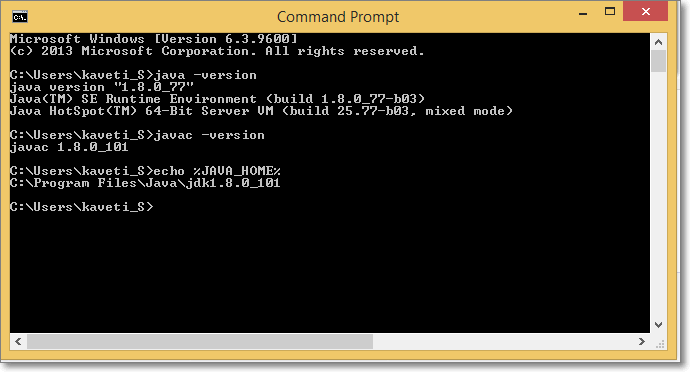 Command Prompt
Microsoft Windows [Version 6.3.9600]
(c) 2013 Microsoft Corporation. All rights reserved.
C:\Users\kaveti_S>java -version
java version "1.8.0_77"
Java(TM) SE Runtime Environment (build 1.8.0_77-b03)
Java HotSpot(TM) 64-Bit Server VM (build 25.77-b03, mixed mode)
C:\Users\kaveti_S>javac -version
javac 1.8.0_101
C:\Users\kaveti_S>echo %JAVA_HOME%
C:\Program Files\Java\jdk1.8.0_101
C:\Users\kaveti_S>